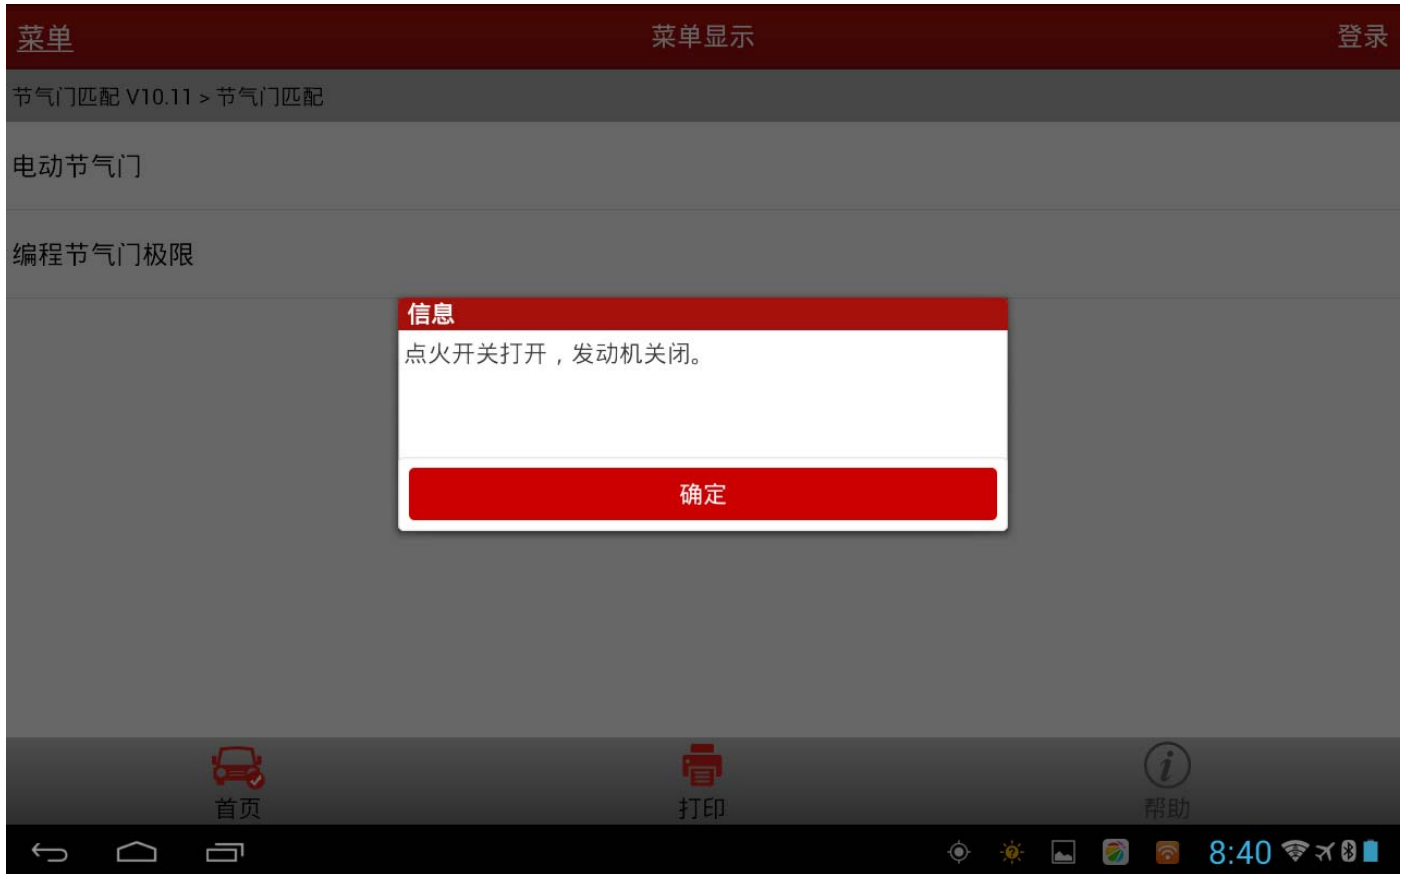 菜单 菜单显示 登录
节气门匹配 V10.11 > 节气门匹配
电动节气门
编程节气门极限
信息
点火开关打开，发动机关闭。
确定
首页 打印 帮助
8:40